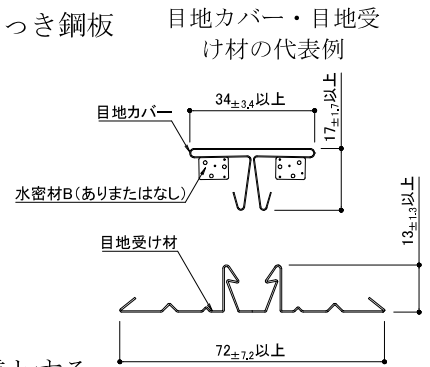 っき鋼板
目地カバー・目地受
け材の代表例
34±3.4以上
17±1.7以上
目地カバー
水密材B(ありまたはなし)
目地受け材
13±1.3以上
72±7.2以上